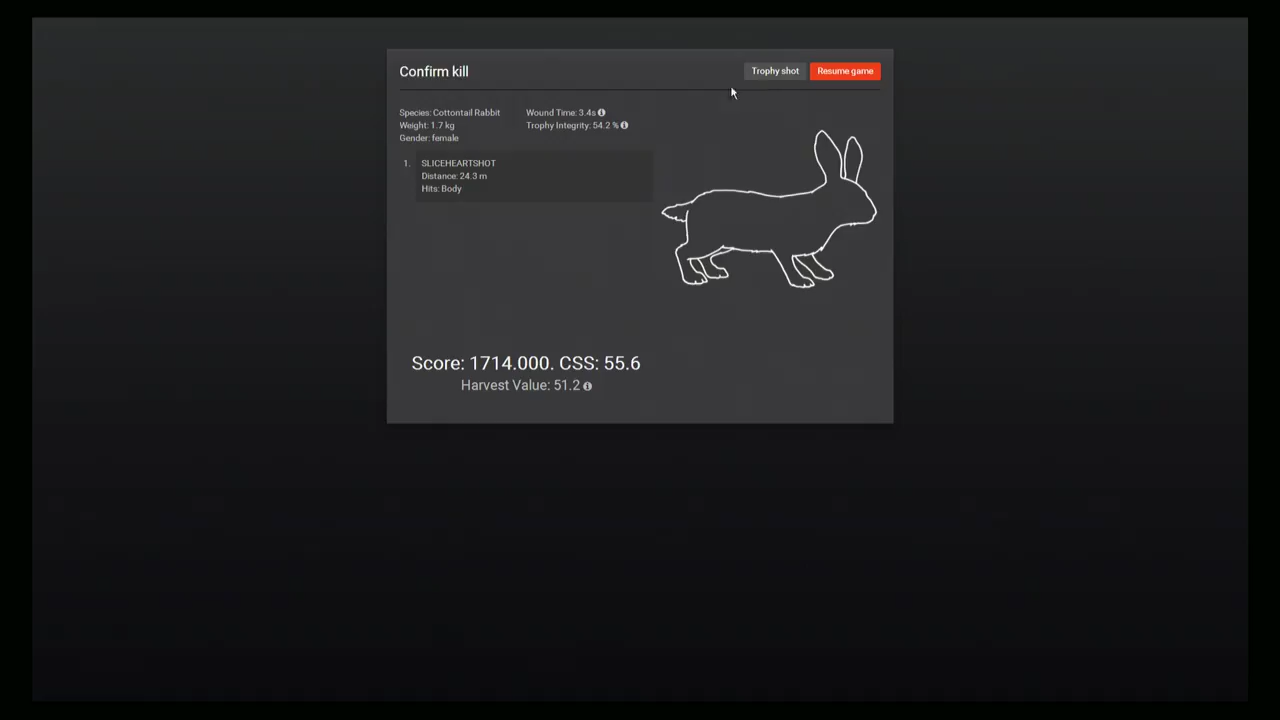 Confirm kill
Trophy shot
Resume game
Species: Cottontail Rabbit
Weight: 1.7 kg
Gender: female
Wound Time: 3.4s
Trophy Integrity: 54.2 %
1.
SLICEHEARTSHOT
Distance: 24.3 m
Hits: Body
Score: 1714.000. CSS: 55.6
Harvest Value: 51.2